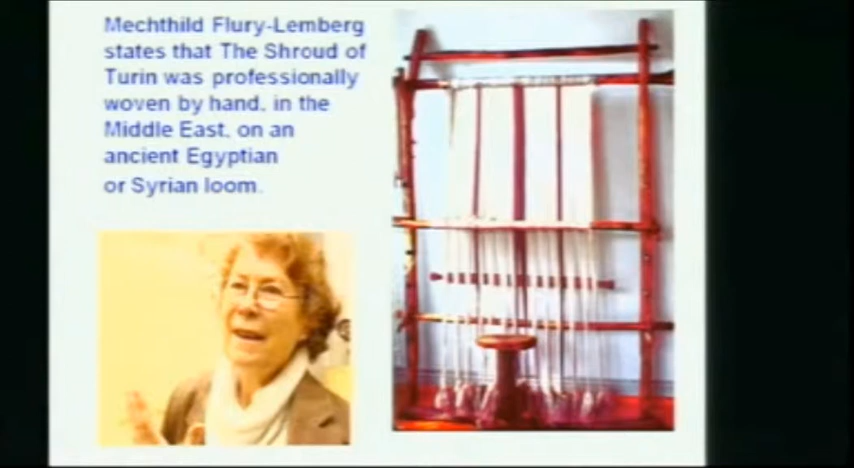 Mechthild Flury-Lemberg
states that The Shroud of
Turin was professionally
woven by hand, in the
Middle East, on an
ancient Egyptian
or Syrian loom.